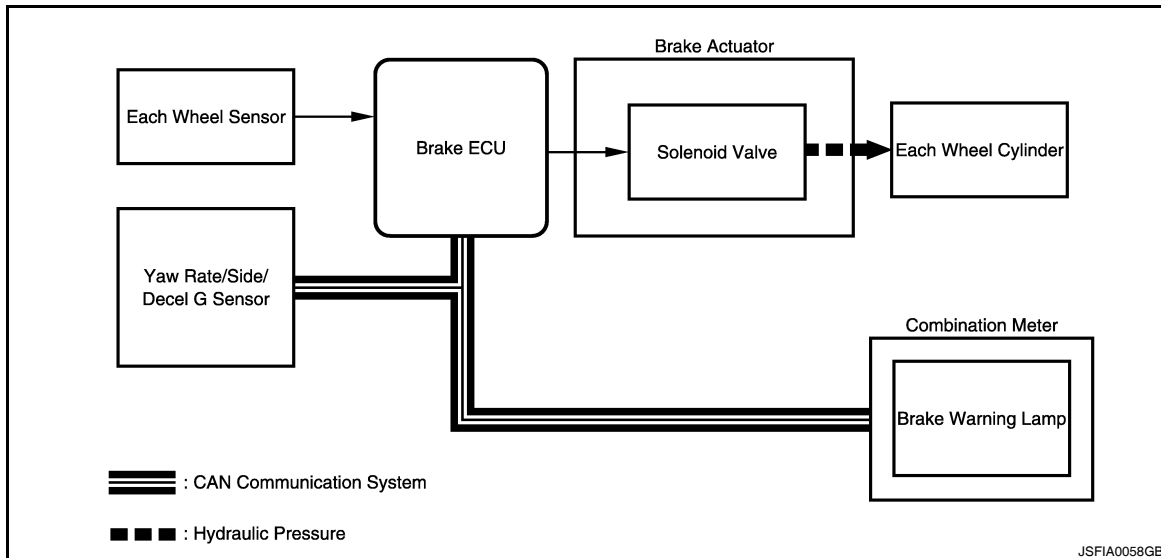 Brake Actuator
Each Wheel Sensor
Brake ECU
Solenoid Valve
Each Wheel Cylinder
Yaw Rate/Side/
Decel G Sensor
Combination Meter
Brake Warning Lamp
: CAN Communication System
: Hydraulic Pressure
JSFIA0058GB